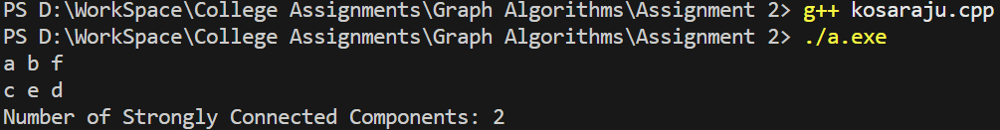 PS D:\WorkSpace\College Assignments\Graph Algorithms\Assignment 2> g++ kosaraju.cpp
PS D:\WorkSpace\College Assignments\Graph Algorithms\Assignment 2> ./a.exe
a b f
c e d
Number of Strongly Connected Components: 2